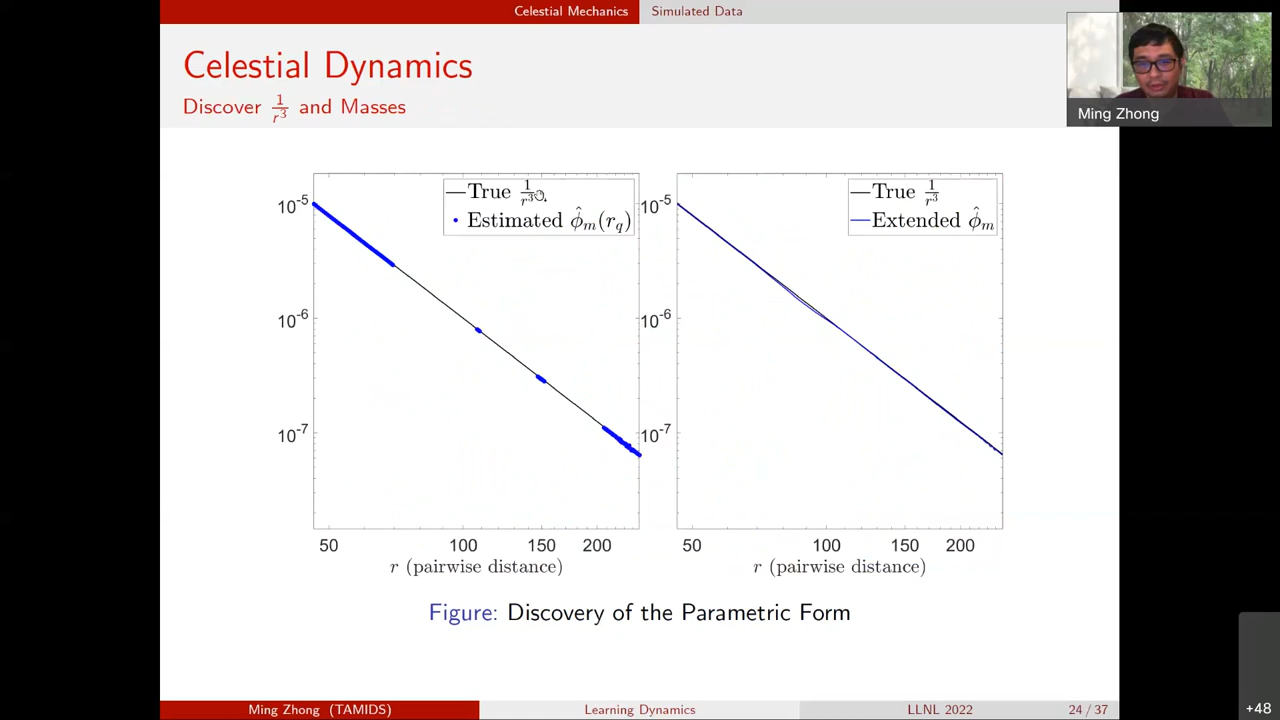 Celestial Mechanics Simulated Data
Celestial Dynamics
Discover 1/r³ and Masses
Ming Zhong
True 1/r³
Estimated φ̂ₘ(r_q)
10⁻⁵
10⁻⁶
10⁻⁷
50 100 150 200
r (pairwise distance)
True 1/r³
Extended φ̂ₘ
10⁻⁵
10⁻⁶
10⁻⁷
50 100 150 200
r (pairwise distance)
Figure: Discovery of the Parametric Form
Ming Zhong (TAMIDS) Learning Dynamics LLNL 2022 24 / 37
+48